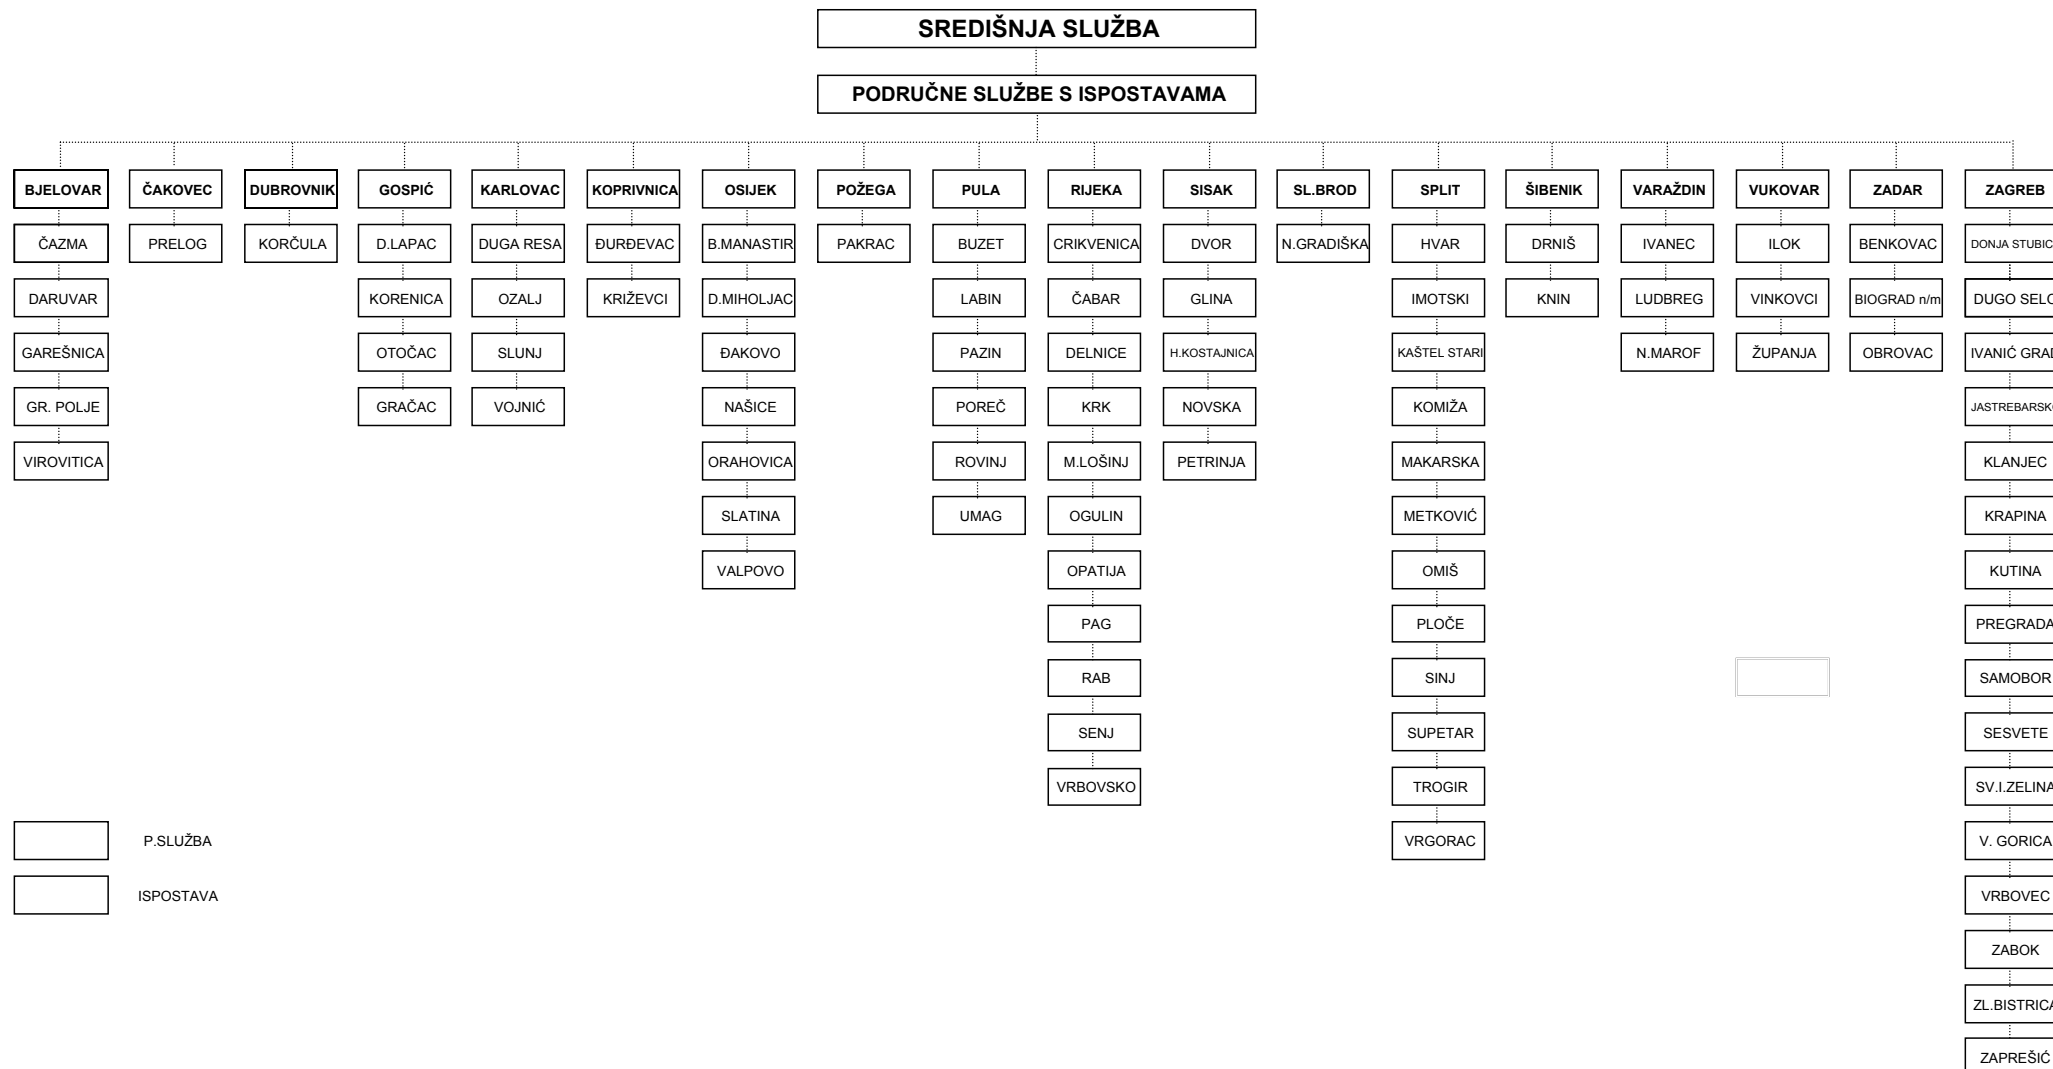 SREDIŠNJA SLUŽBA
PODRUČNE SLUŽBE S ISPOSTAVAMA
BJELOVAR ČAKOVEC DUBROVNIK GOSPIĆ KARLOVAC KOPRIVNICA OSIJEK POŽEGA PULA RIJEKA SISAK SL.BROD SPLIT ŠIBENIK VARAŽDIN VUKOVAR ZADAR ZAGREB
ČAZMA PRELOG KORČULA D.LAPAC DUGA RESA ĐURĐEVAC B.MANASTIR PAKRAC BUZET CRIKVENICA DVOR N.GRADIŠKA HVAR DRNIŠ IVANEC ILOK BENKOVAC DONJA STUBIC
DARUVAR KORENICA OZALJ KRIŽEVCI D.MIHOLJAC LABIN ČABAR GLINA IMOTSKI KNIN LUDBREG VINKOVCI BIOGRAD n/m DUGO SELO
GAREŠNICA OTOČAC SLUNJ ĐAKOVO PAZIN DELNICE H.KOSTAJNICA KAŠTEL STARI N.MAROF ŽUPANJA OBROVAC IVANIĆ GRAD
GR. POLJE GRAČAC VOJNIĆ NAŠICE POREČ KRK NOVSKA KOMIŽA JASTREBARSKO
VIROVITICA ORAHOVICA ROVINJ M.LOŠINJ PETRINJA MAKARSKA KLANJEC
SLATINA UMAG OGULIN METKOVIĆ KRAPINA
VALPOVO OPATIJA OMIŠ KUTINA
PAG PLOČE PREGRADA
RAB SINJ SAMOBOR
SENJ SUPETAR SESVETE
VRBOVSKO TROGIR SV.I.ZELINA
P.SLUŽBA VRGORAC V. GORICA
ISPOSTAVA VRBOVEC
ZABOK
ZL.BISTRICA
ZAPREŠIĆ